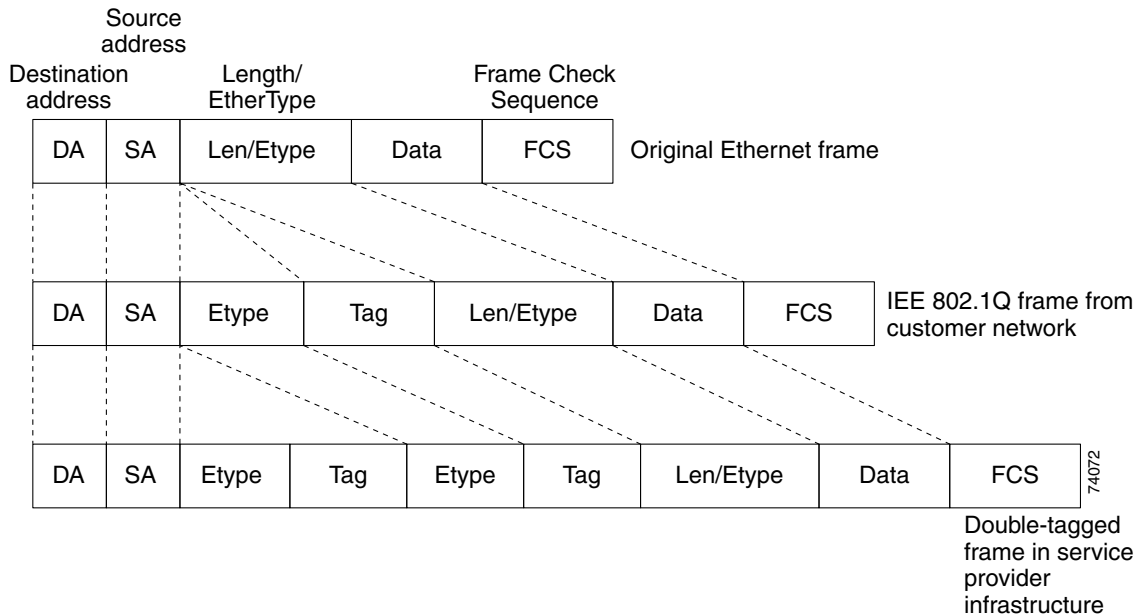 Source
address
Destination
address
Length/
EtherType
Frame Check
Sequence
DA SA Len/Etype Data FCS Original Ethernet frame
DA SA Etype Tag Len/Etype Data FCS
IEE 802.1Q frame from
customer network
DA SA Etype Tag Etype Tag Len/Etype Data FCS
74072
Double-tagged
frame in service
provider
infrastructure